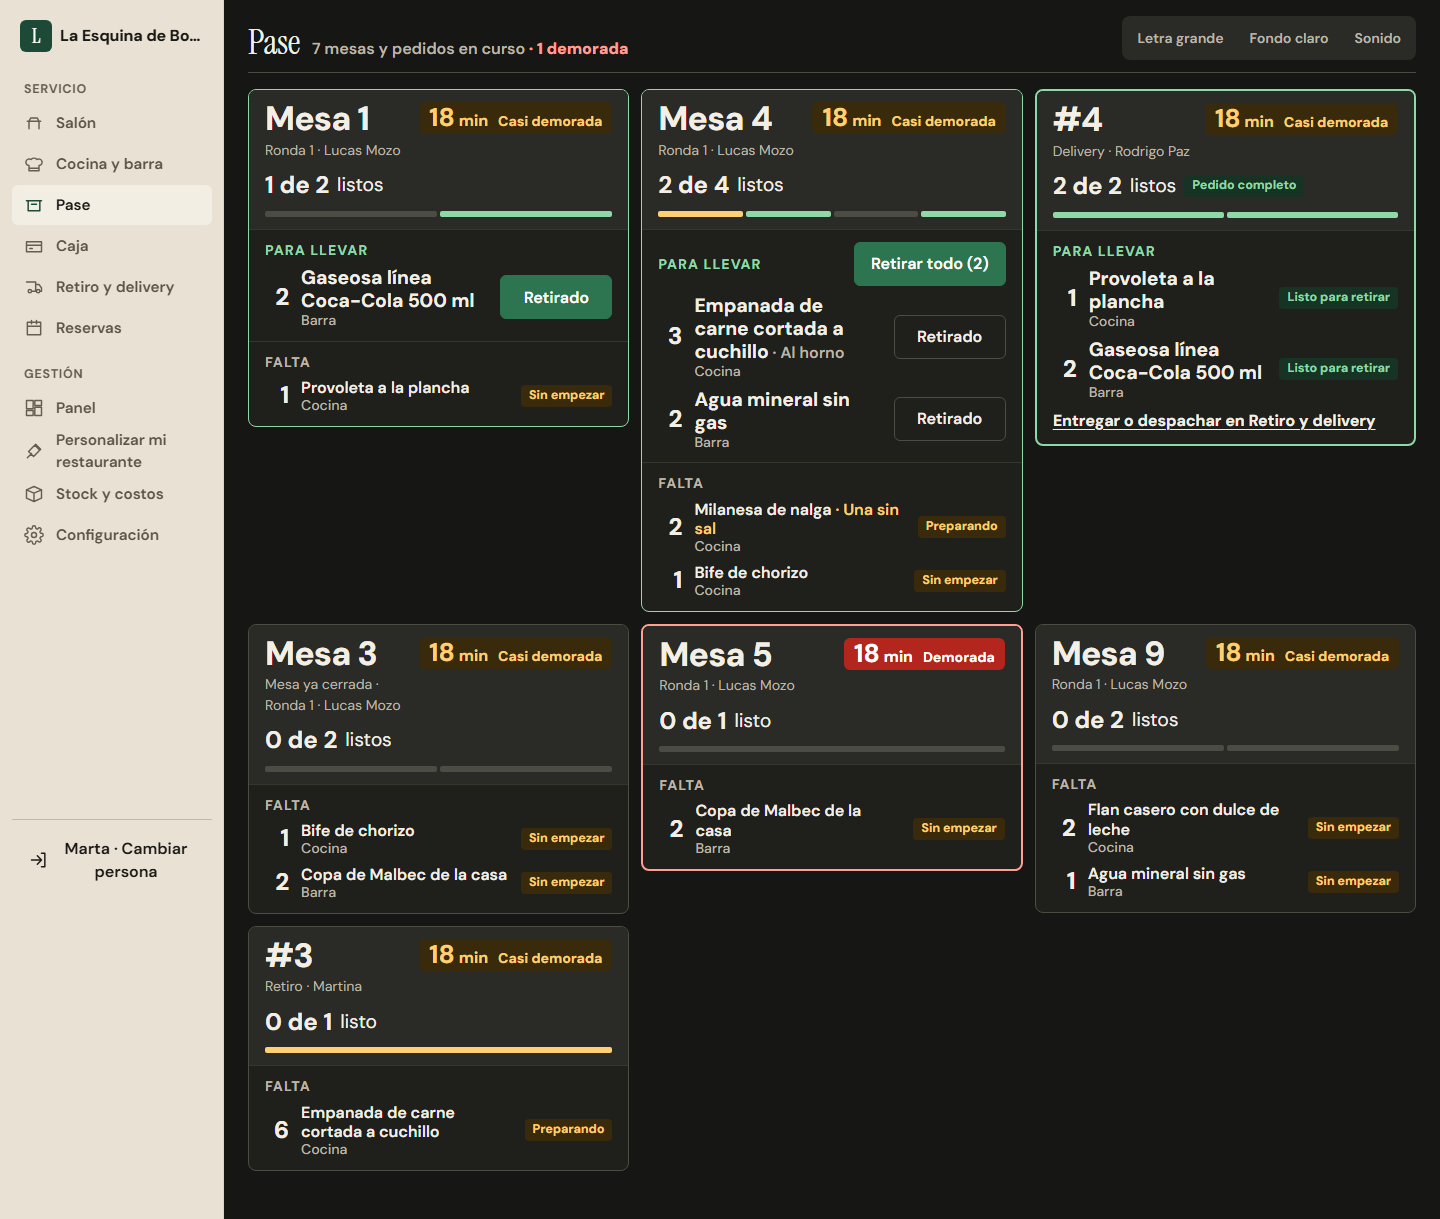 L La Esquina de Bo...
SERVICIO
Salón
Cocina y barra
Pase
Caja
Retiro y delivery
Reservas
GESTIÓN
Panel
Personalizar mi
restaurante
Stock y costos
Configuración
Marta · Cambiar
persona
Pase 7 mesas y pedidos en curso · 1 demorada
Letra grande Fondo claro Sonido
Mesa 1 18 min Casi demorada
Ronda 1 · Lucas Mozo
1 de 2 listos
PARA LLEVAR
2 Gaseosa línea
Coca-Cola 500 ml
Barra
Retirado
FALTA
1 Provoleta a la plancha
Cocina
Sin empezar
Mesa 4 18 min Casi demorada
Ronda 1 · Lucas Mozo
2 de 4 listos
PARA LLEVAR
Retirar todo (2)
3 Empanada de
carne cortada a
cuchillo · Al horno
Cocina
Retirado
2 Agua mineral sin
gas
Barra
Retirado
FALTA
2 Milanesa de nalga · Una sin
sal
Cocina
Preparando
1 Bife de chorizo
Cocina
Sin empezar
#4 18 min Casi demorada
Delivery · Rodrigo Paz
2 de 2 listos Pedido completo
PARA LLEVAR
1 Provoleta a la
plancha
Cocina
Listo para retirar
2 Gaseosa línea
Coca-Cola 500 ml
Barra
Listo para retirar
Entregar o despachar en Retiro y delivery
Mesa 3 18 min Casi demorada
Mesa ya cerrada ·
Ronda 1 · Lucas Mozo
0 de 2 listos
FALTA
1 Bife de chorizo
Cocina
Sin empezar
2 Copa de Malbec de la casa
Barra
Sin empezar
Mesa 5 18 min Demorada
Ronda 1 · Lucas Mozo
0 de 1 listo
FALTA
2 Copa de Malbec de la
casa
Barra
Sin empezar
Mesa 9 18 min Casi demorada
Ronda 1 · Lucas Mozo
0 de 2 listos
FALTA
2 Flan casero con dulce de
leche
Cocina
Sin empezar
1 Agua mineral sin gas
Barra
Sin empezar
#3 18 min Casi demorada
Retiro · Martina
0 de 1 listo
FALTA
6 Empanada de carne
cortada a cuchillo
Cocina
Preparando